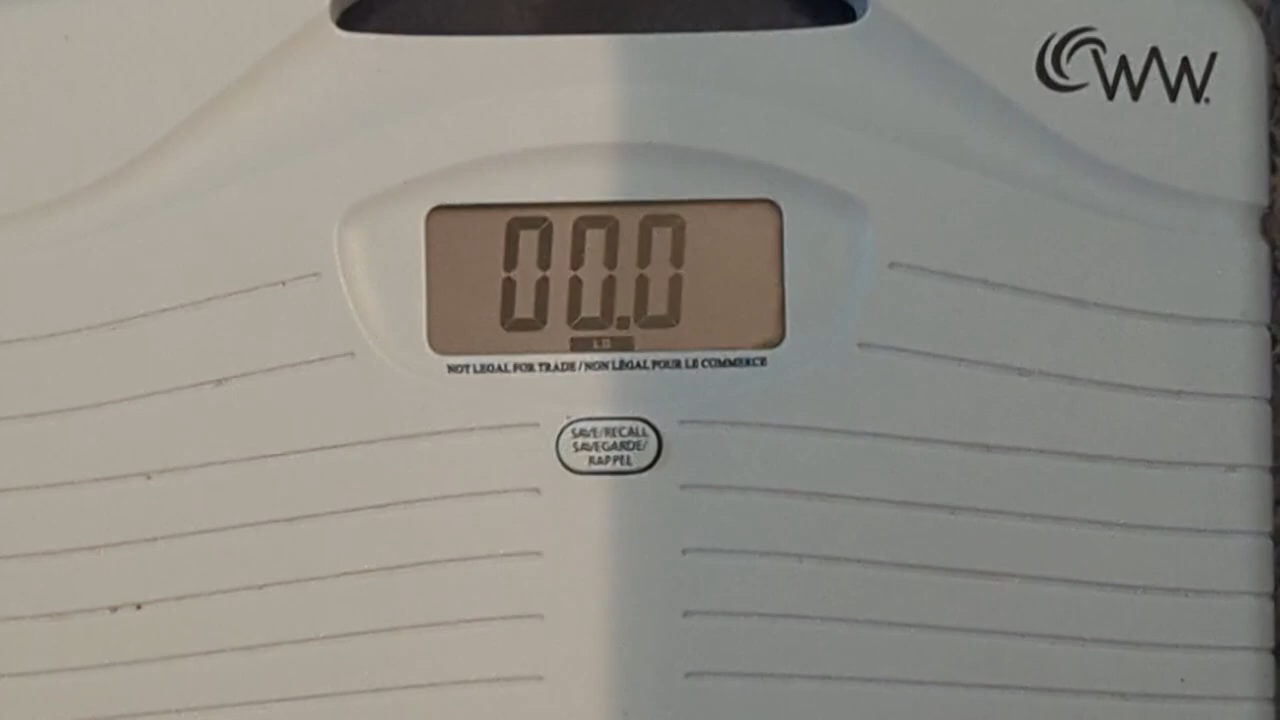 WW.
00.0
LB
NOT LEGAL FOR TRADE / NON LÉGAL POUR LE COMMERCE
SAVE/RECALL
SAVEGARDE/
RAPPEL